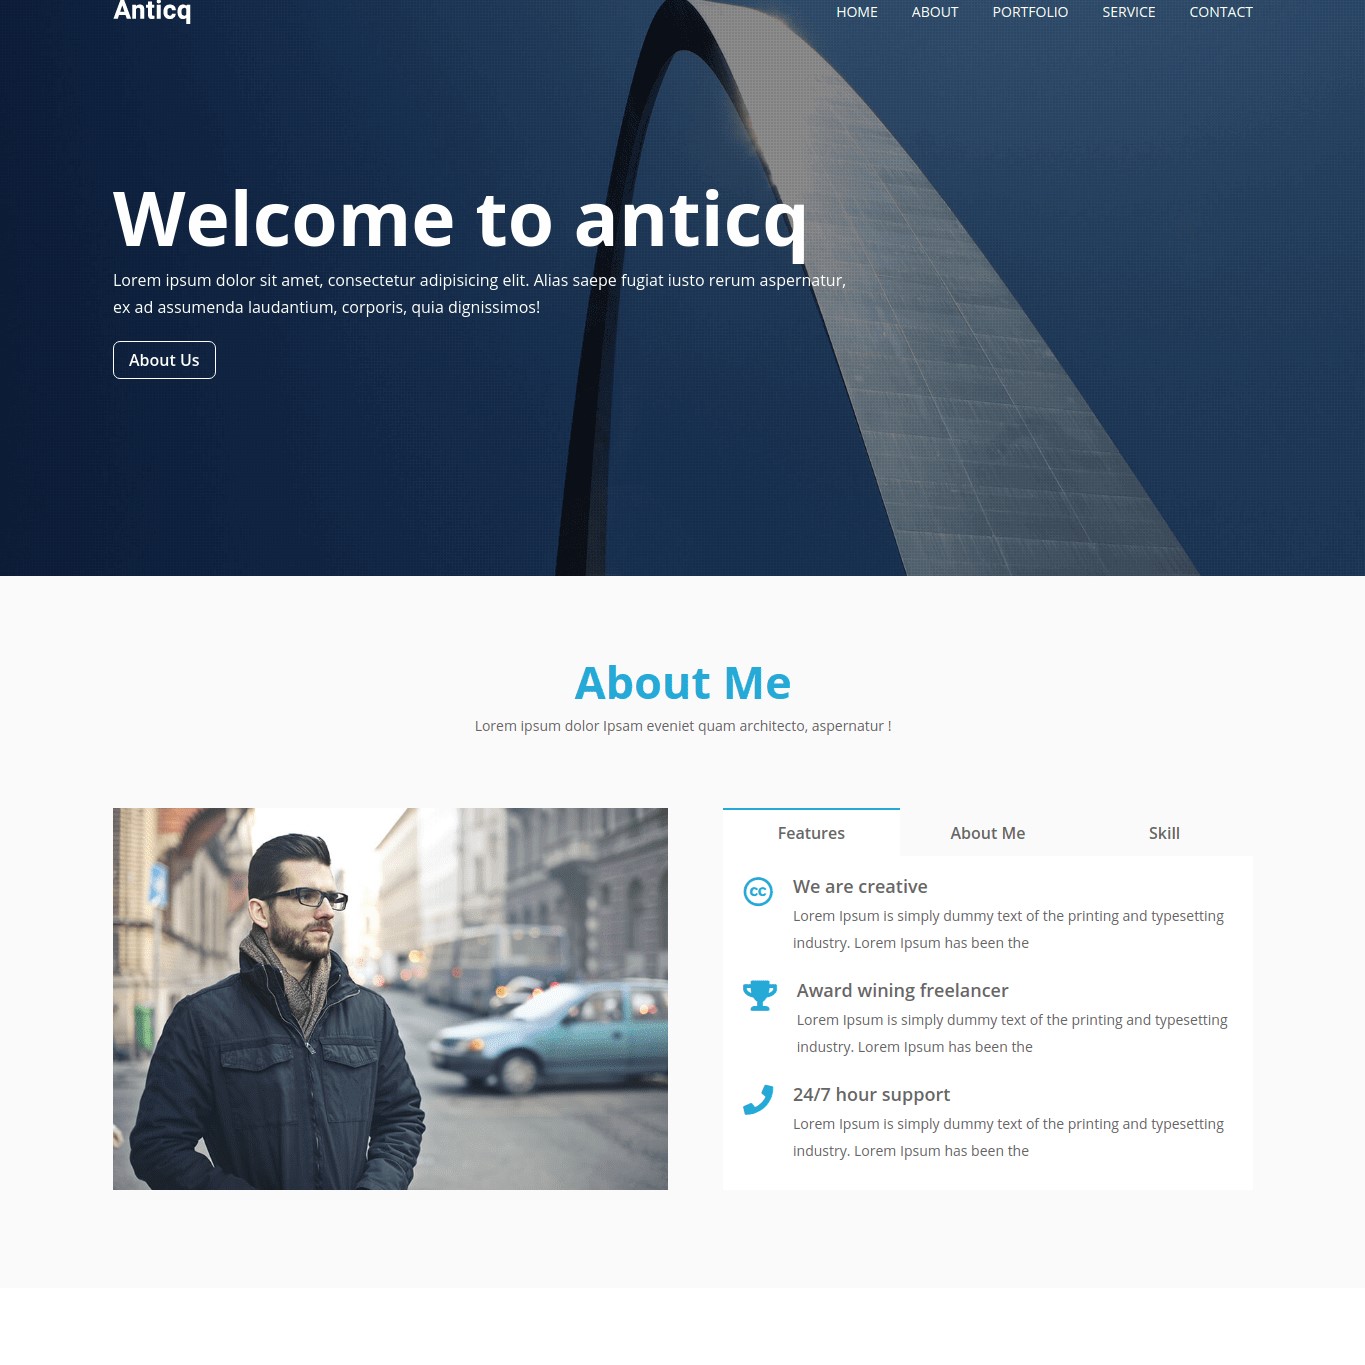 Anticq
HOME ABOUT PORTFOLIO SERVICE CONTACT
Welcome to anticq
Lorem ipsum dolor sit amet, consectetur adipisicing elit. Alias saepe fugiat iusto rerum aspernatur,
ex ad assumenda laudantium, corporis, quia dignissimos!
About Us
About Me
Lorem ipsum dolor Ipsam eveniet quam architecto, aspernatur !
Features About Me Skill
We are creative
Lorem Ipsum is simply dummy text of the printing and typesetting
industry. Lorem Ipsum has been the
Award wining freelancer
Lorem Ipsum is simply dummy text of the printing and typesetting
industry. Lorem Ipsum has been the
24/7 hour support
Lorem Ipsum is simply dummy text of the printing and typesetting
industry. Lorem Ipsum has been the